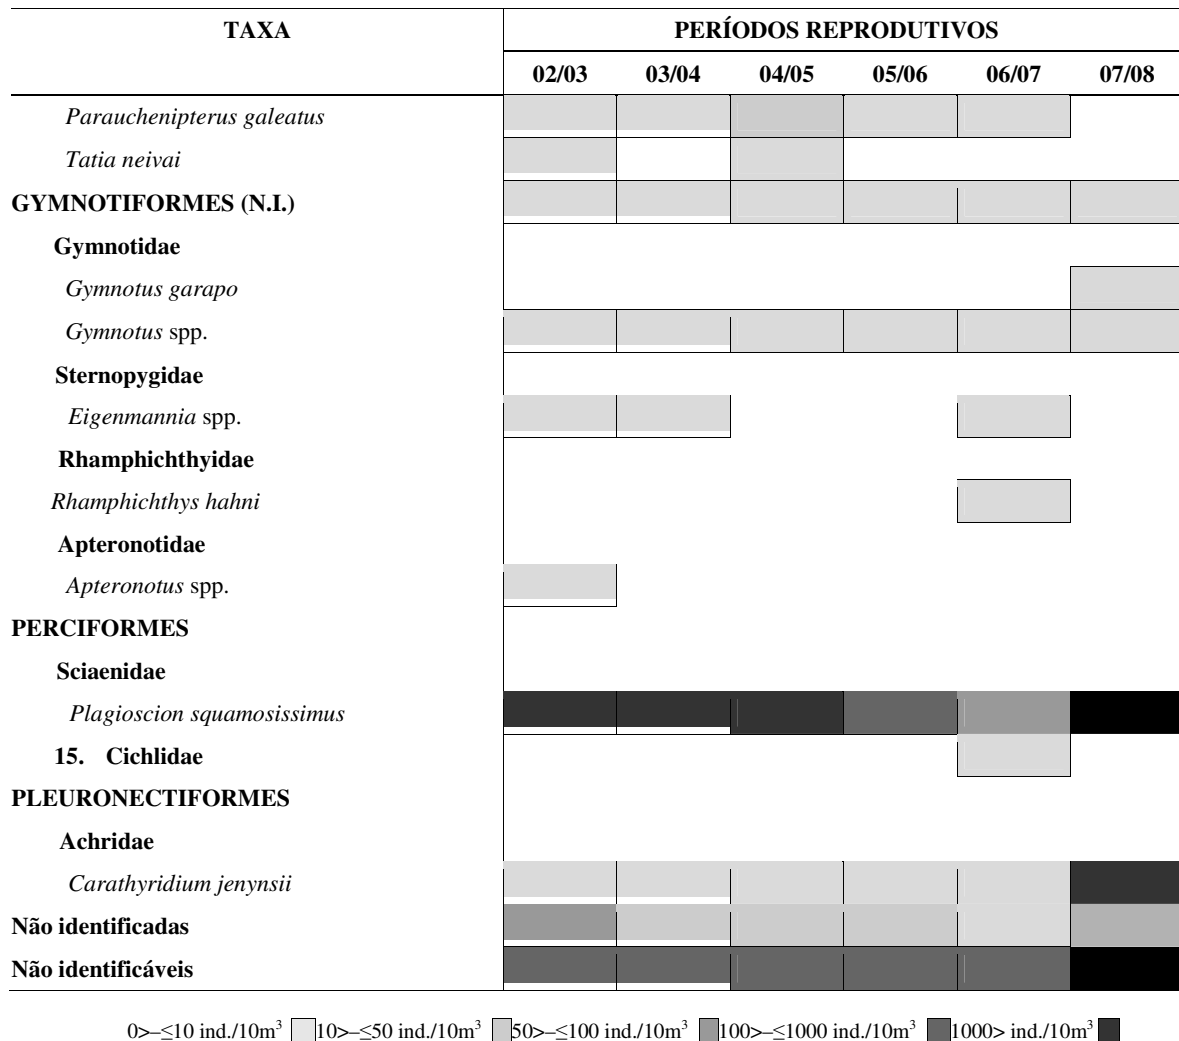 TAXA PERÍODOS REPRODUTIVOS
02/03 03/04 04/05 05/06 06/07 07/08
Parauchenipterus galeatus
Tatia neivai
GYMNOTIFORMES (N.I.)
Gymnotidae
Gymnotus garapo
Gymnotus spp.
Sternopygidae
Eigenmannia spp.
Rhamphichthyidae
Rhamphichthys hahni
Apteronotidae
Apteronotus spp.
PERCIFORMES
Sciaenidae
Plagioscion squamosissimus
15. Cichlidae
PLEURONECTIFORMES
Achridae
Carathyridium jenynsii
Não identificadas
Não identificáveis
0>–≤10 ind./10m³ 10>–≤50 ind./10m³ 50>–≤100 ind./10m³ 100>–≤1000 ind./10m³ 1000> ind./10m³